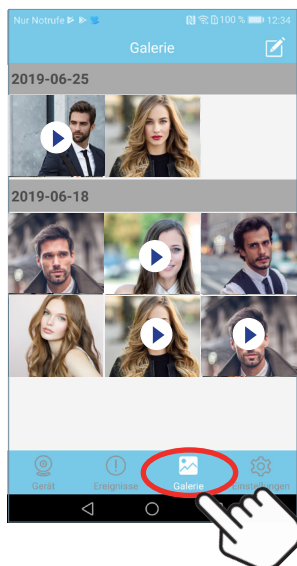 Nur Notrufe 100 % 12:34
Galerie
2019-06-25
2019-06-18
Gerät Ereignisse Galerie Einstellungen